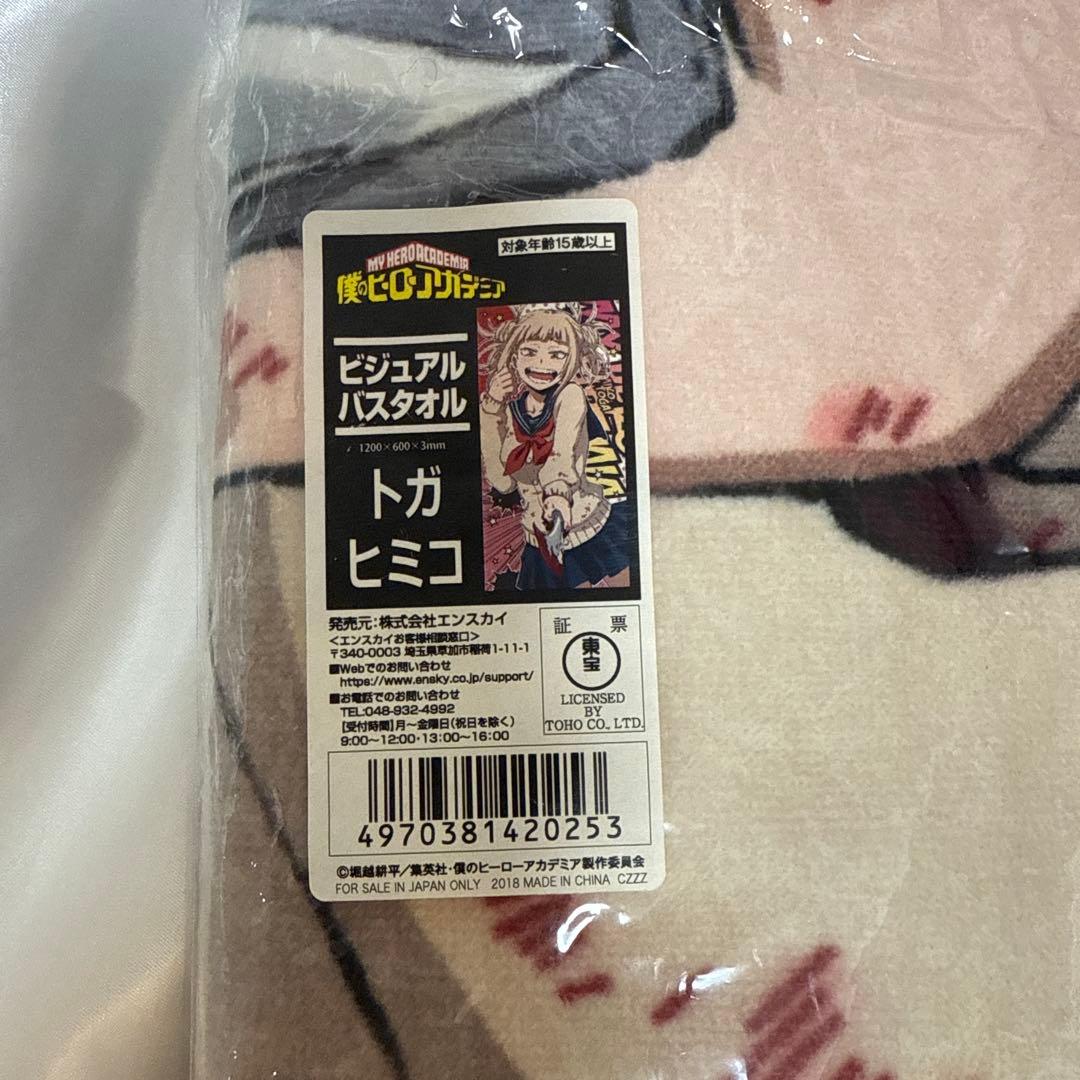 対象年齢15歳以上
MY HERO ACADEMIA
僕のヒーローアカデミア
ビジュアル
バスタオル
1200×600×3mm
トガ
ヒミコ
発売元:株式会社エンスカイ
<エンスカイお客様相談窓口>
〒340-0003 埼玉県草加市稲荷1-11-1
■Webでのお問い合わせ
https://www.ensky.co.jp/support/
■お電話でのお問い合わせ
TEL:048-932-4992
【受付時間】月~金曜日(祝日を除く)
9:00~12:00・13:00~16:00
証票
東宝
LICENSED
BY
TOHO CO., LTD.
4970381420253
©堀越耕平/集英社・僕のヒーローアカデミア製作委員会
FOR SALE IN JAPAN ONLY 2018 MADE IN CHINA CZZZ